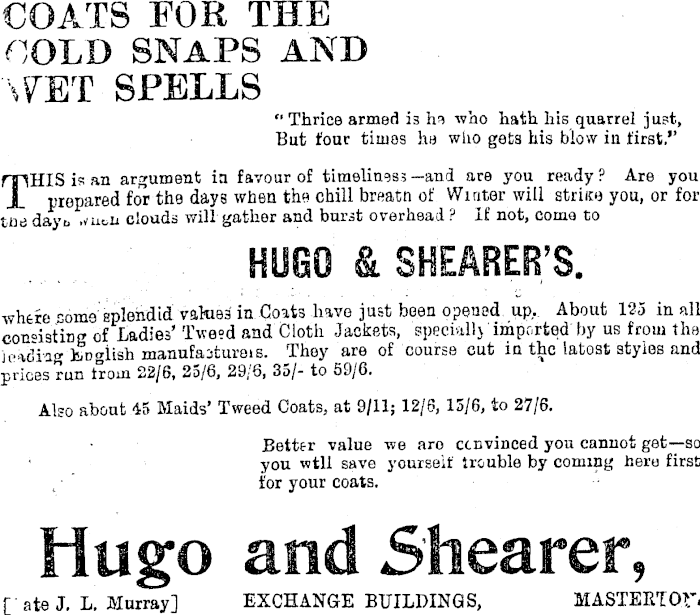 COATS FOR THE
COLD SNAPS AND
WET SPELLS
"Thrice armed is he who hath his quarrel just,
But four times he who gets his blow in first."
THIS is an argument in favour of timeliness—and are you ready? Are you
prepared for the days when the chill breath of Winter will strike you, or for
the days when clouds will gather and burst overhead? If not, come to
HUGO & SHEARER'S.
where some splendid values in Coats have just been opened up. About 125 in all
consisting of Ladies' Tweed and Cloth Jackets, specially imported by us from the
leading English manufacturers. They are of course cut in the latost styles and
prices run from 22/6, 25/6, 29/6, 35/- to 59/6.
Also about 45 Maids' Tweed Coats, at 9/11; 12/6, 15/6, to 27/6.
Better value we are convinced you cannot get—so
you wtll save yourself trouble by coming here first
for your coats.
Hugo and Shearer,
[ ate J. L. Murray] EXCHANGE BUILDINGS, MASTERTON.